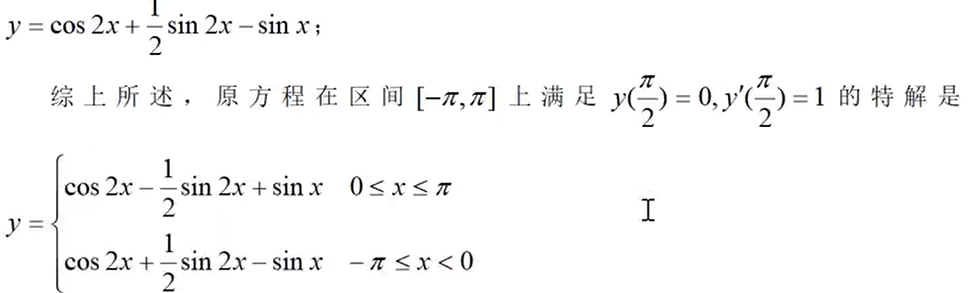 y = cos 2x + 1/2 sin 2x − sin x；
综上所述，原方程在区间 [−π,π] 上满足 y(π/2) = 0, y′(π/2) = 1 的特解是
y = { cos 2x − 1/2 sin 2x + sin x 0 ≤ x ≤ π
cos 2x + 1/2 sin 2x − sin x −π ≤ x < 0